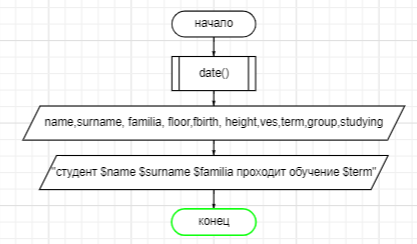 начало
date()
name,surname, familia, floor,fbirth, height,ves,term,group,studying
"студент $name $surname $familia проходит обучение $term"
конец